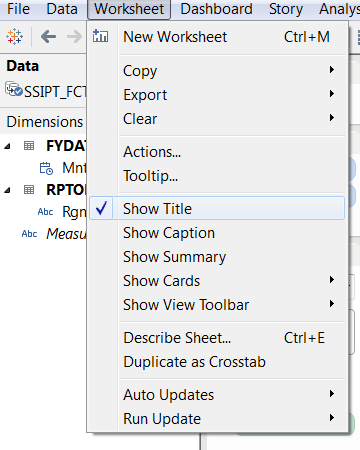 File Data Worksheet Dashboard Story Analys
New Worksheet Ctrl+M
Data
Copy
SSIPT_FCT
Export
Clear
Dimensions
FYDAT
Actions...
Mnt
Tooltip...
RPTO
Abc Rgn
Show Title
Abc Measu
Show Caption
Show Summary
Show Cards
Show View Toolbar
Describe Sheet... Ctrl+E
Duplicate as Crosstab
Auto Updates
Run Update